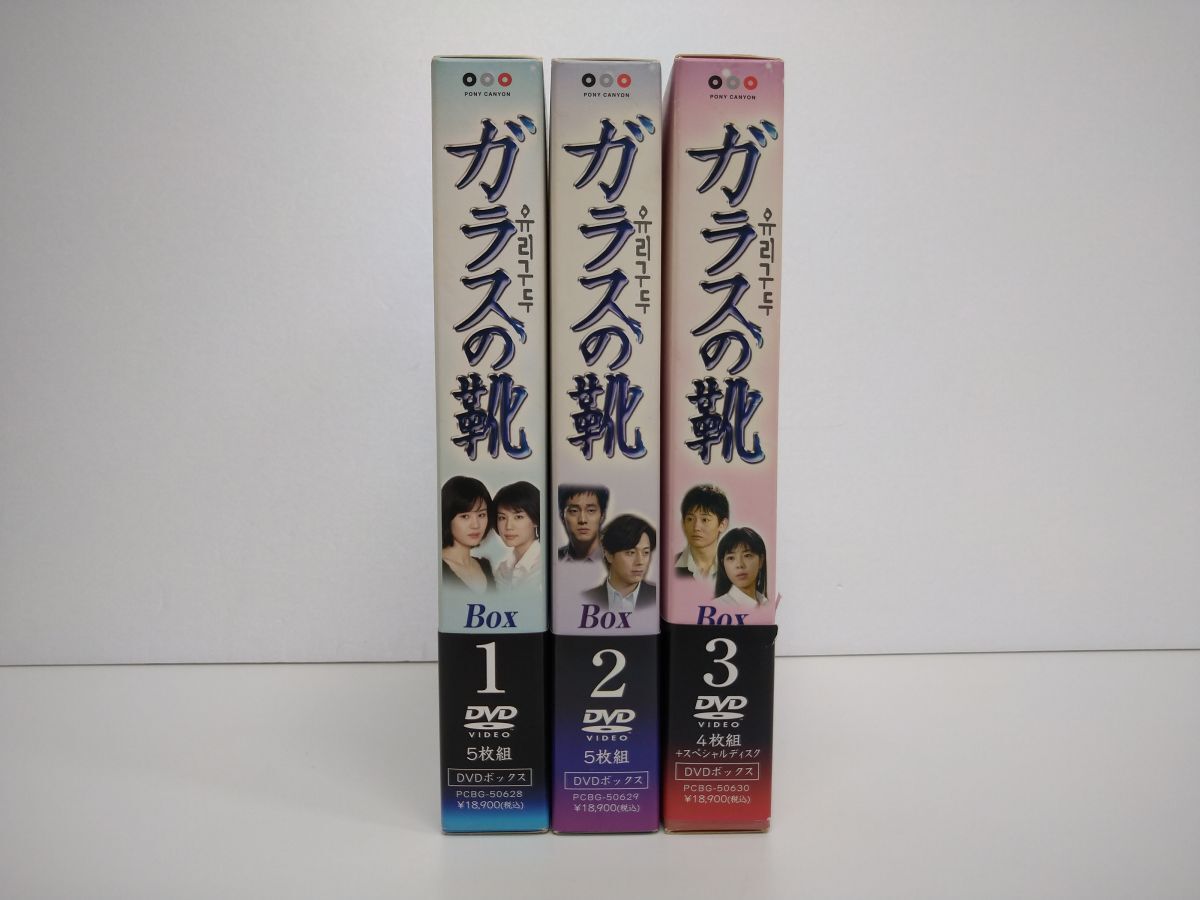 PONY CANYON
ガラスの靴
유리구두
Box
1
DVD
VIDEO
5枚組
DVDボックス
PCBG-50628
¥18,900(税込)
PONY CANYON
ガラスの靴
유리구두
Box
2
DVD
VIDEO
5枚組
DVDボックス
PCBG-50629
¥18,900(税込)
PONY CANYON
ガラスの靴
유리구두
Box
3
DVD
VIDEO
4枚組
+スペシャルディスク
DVDボックス
PCBG-50630
¥18,900(税込)